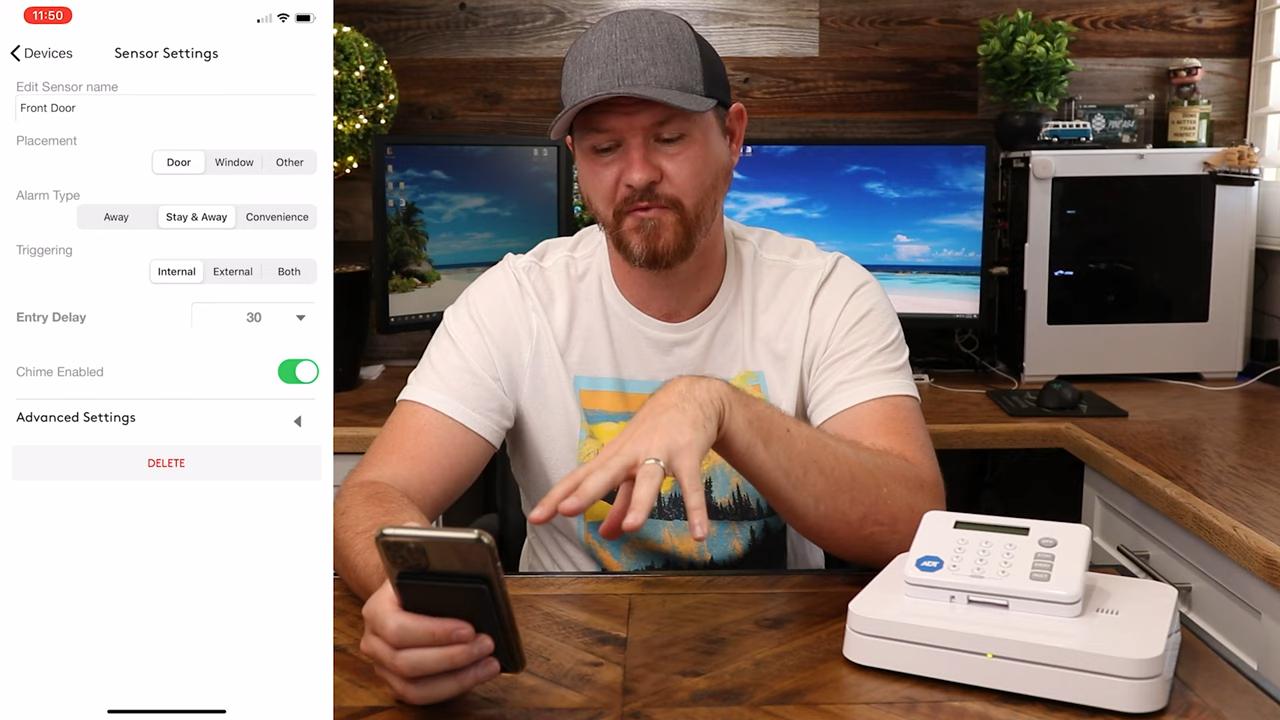 11:50
Devices
Sensor Settings
Edit Sensor name
Front Door
Placement
Door Window Other
Alarm Type
Away Stay & Away Convenience
Triggering
Internal External Both
Entry Delay 30
Chime Enabled
Advanced Settings
DELETE
ADT